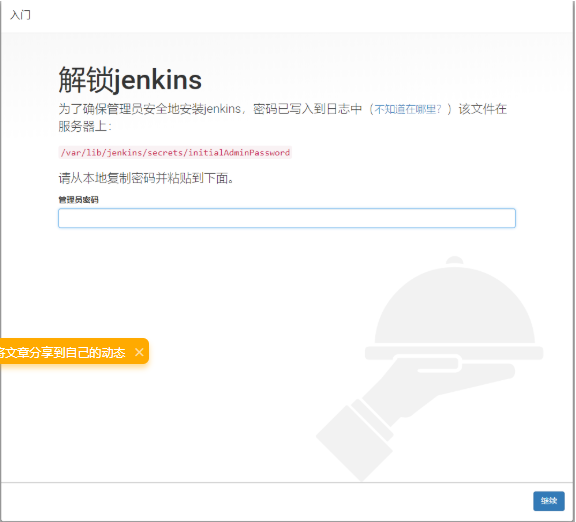 入门
解锁jenkins
为了确保管理员安全地安装jenkins，密码已写入到日志中（不知道在哪里？）该文件在
服务器上：
/var/lib/jenkins/secrets/initialAdminPassword
请从本地复制密码并粘贴到下面。
管理员密码
文章分享到自己的动态 ×
继续